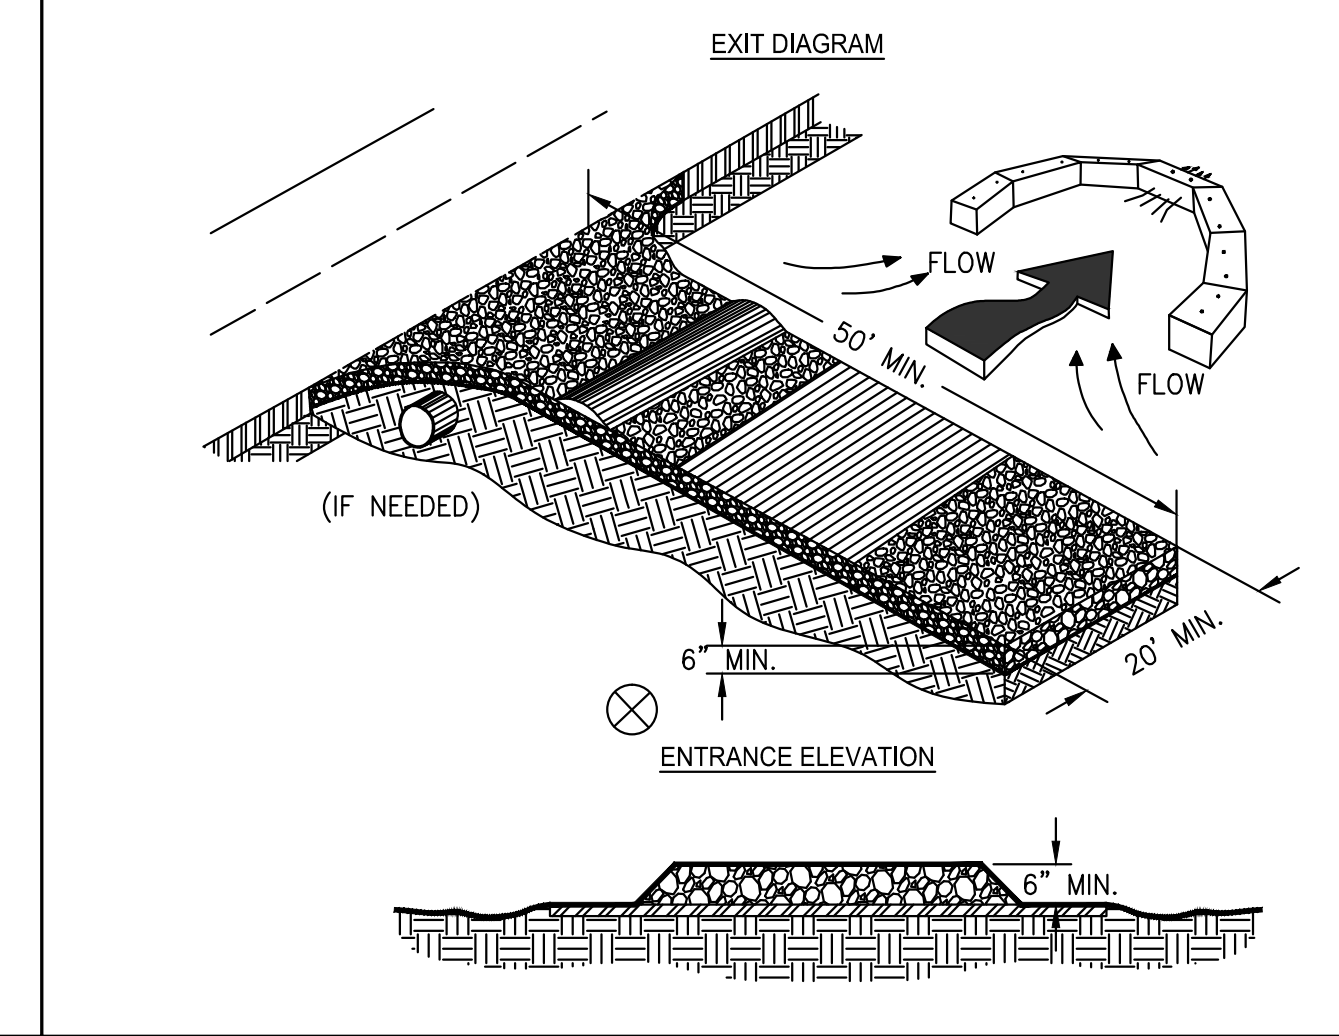 EXIT DIAGRAM
FLOW
50' MIN.
FLOW
(IF NEEDED)
20' MIN.
6" MIN.
ENTRANCE ELEVATION
6" MIN.